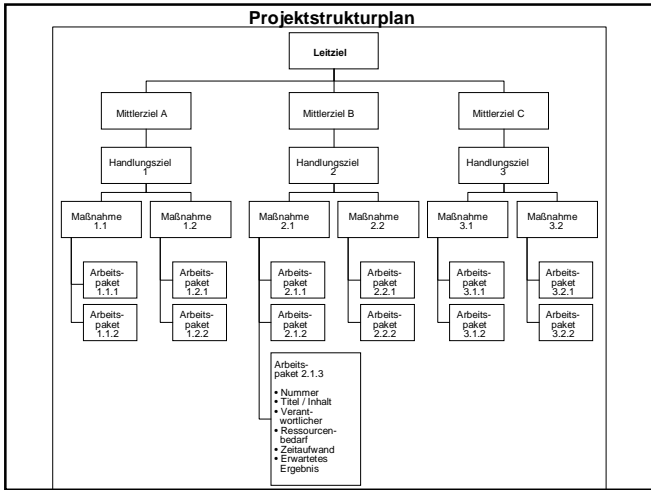 Projektstrukturplan
Leitziel
Mittlerziel A
Mittlerziel B
Mittlerziel C
Handlungsziel
1
Handlungsziel
2
Handlungsziel
3
Maßnahme
1.1
Maßnahme
1.2
Maßnahme
2.1
Maßnahme
2.2
Maßnahme
3.1
Maßnahme
3.2
Arbeits-
paket
1.1.1
Arbeits-
paket
1.2.1
Arbeits-
paket
2.1.1
Arbeits-
paket
2.2.1
Arbeits-
paket
3.1.1
Arbeits-
paket
3.2.1
Arbeits-
paket
1.1.2
Arbeits-
paket
1.2.2
Arbeits-
paket
2.1.2
Arbeits-
paket
2.2.2
Arbeits-
paket
3.1.2
Arbeits-
paket
3.2.2
Arbeits-
paket 2.1.3
• Nummer
• Titel / Inhalt
• Verant-
wortlicher
• Ressourcen-
bedarf
• Zeitaufwand
• Erwartetes
Ergebnis